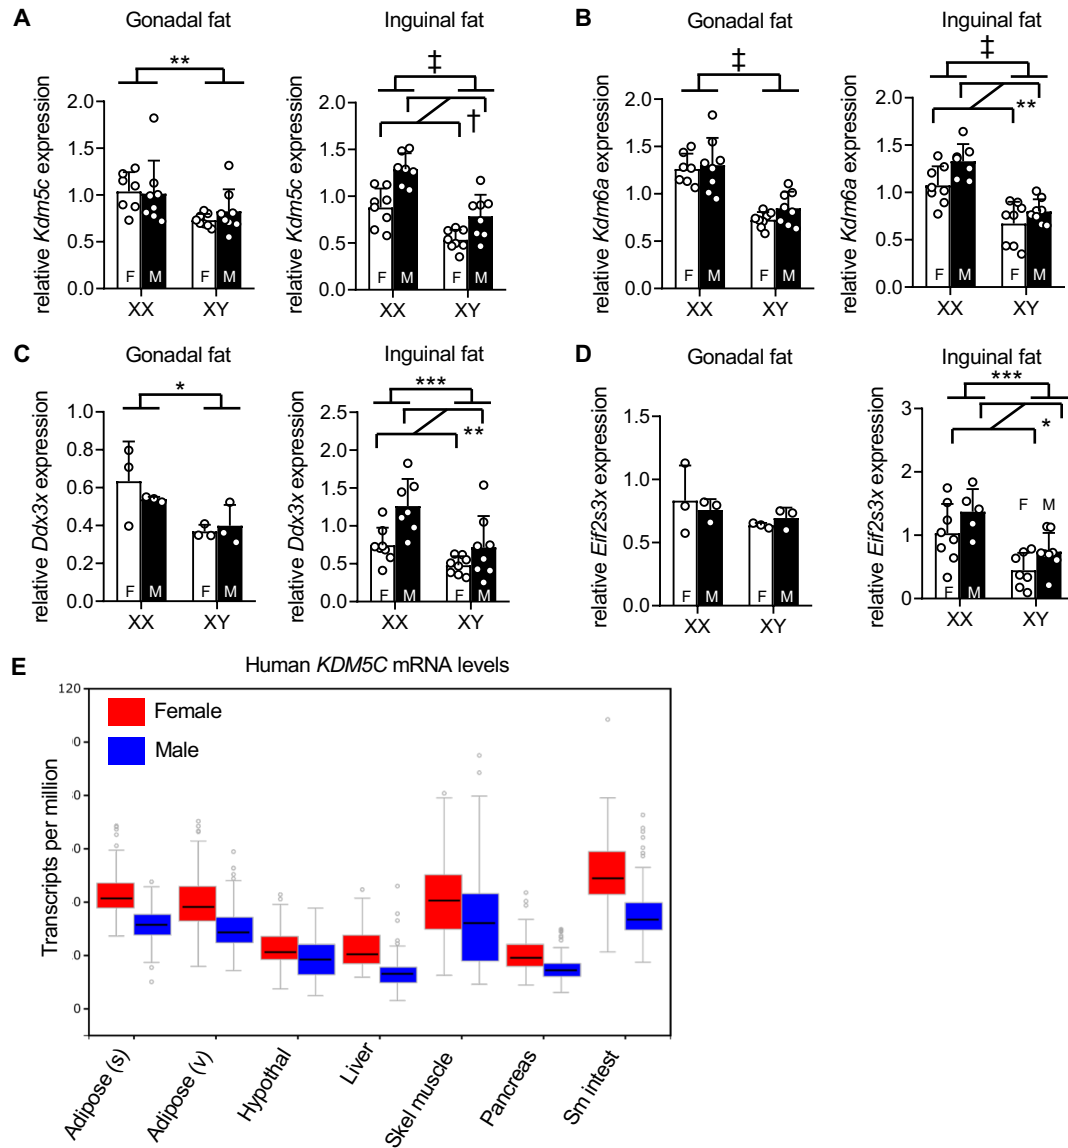 A
Gonadal fat
Inguinal fat
relative Kdm5c expression
2.0
1.5
1.0
0.5
0.0
**
F
M
XX
XY
relative Kdm5c expression
2.0
1.5
1.0
0.5
0.0
‡
†
F
M
XX
XY
B
Gonadal fat
Inguinal fat
relative Kdm6a expression
2.0
1.5
1.0
0.5
0.0
‡
F
M
XX
XY
relative Kdm6a expression
2.0
1.5
1.0
0.5
0.0
‡
**
F
M
XX
XY
C
Gonadal fat
Inguinal fat
relative Ddx3x expression
0.8
0.6
0.4
0.2
0.0
*
F
M
XX
XY
relative Ddx3x expression
2.5
2.0
1.5
1.0
0.5
0.0
***
**
F
M
XX
XY
D
Gonadal fat
Inguinal fat
relative Eif2s3x expression
1.5
1.0
0.5
0.0
F
M
XX
XY
relative Eif2s3x expression
3
2
1
0
***
*
F
M
F
M
XX
XY
E
Human KDM5C mRNA levels
Female
Male
Transcripts per million
120
0
0
0
0
0
0
Adipose (s)
Adipose (v)
Hypothal
Liver
Skel muscle
Pancreas
Sm intest